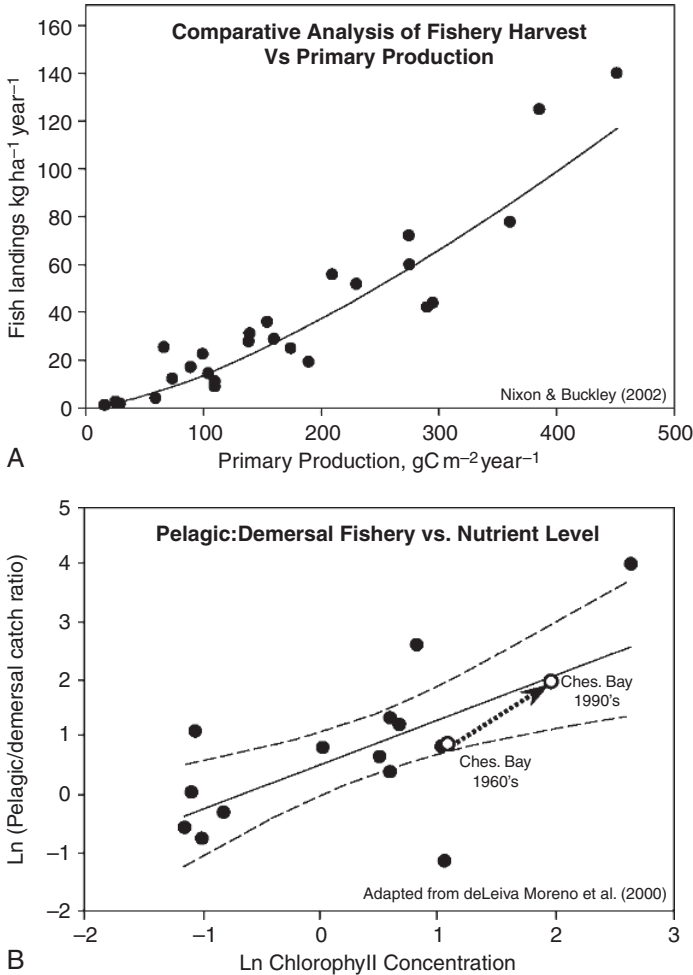 Comparative Analysis of Fishery Harvest
Vs Primary Production
Fish landings kg ha⁻¹ year⁻¹
160
140
120
100
80
60
40
20
0
0 100 200 300 400 500
Nixon & Buckley (2002)
Primary Production, gC m⁻² year⁻¹
A
Pelagic:Demersal Fishery vs. Nutrient Level
Ln (Pelagic/demersal catch ratio)
5
4
3
2
1
0
−1
−2
−2 −1 0 1 2 3
Ches. Bay
1990's
Ches. Bay
1960's
Adapted from deLeiva Moreno et al. (2000)
Ln Chlorophyll Concentration
B